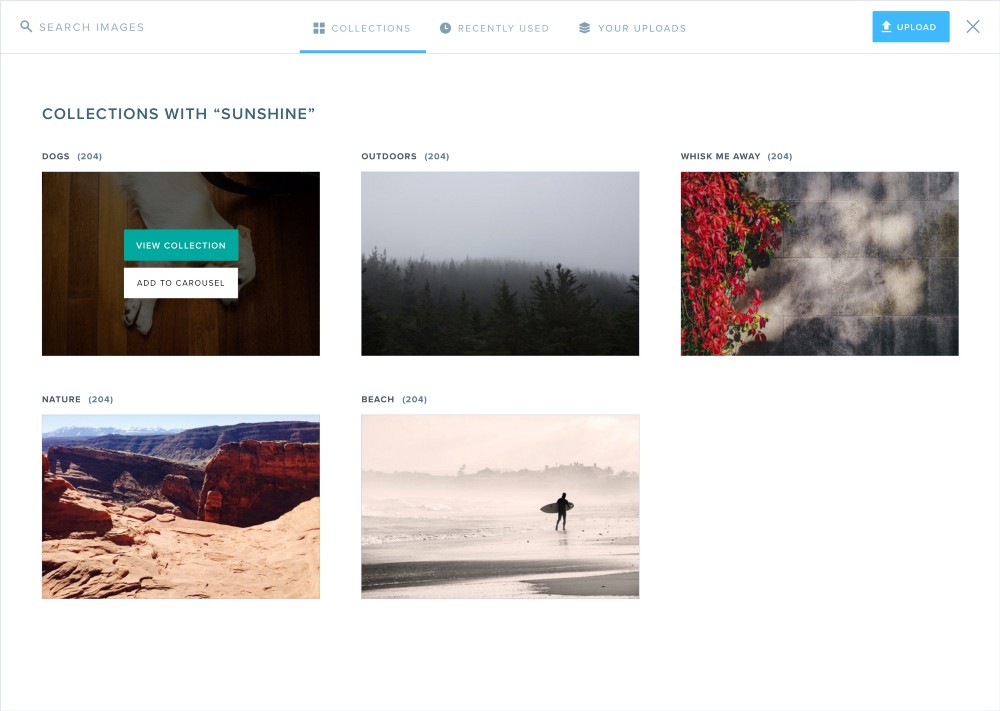 SEARCH IMAGES
COLLECTIONS
RECENTLY USED
YOUR UPLOADS
UPLOAD
COLLECTIONS WITH “SUNSHINE”
DOGS (204)
OUTDOORS (204)
WHISK ME AWAY (204)
VIEW COLLECTION
ADD TO CAROUSEL
NATURE (204)
BEACH (204)